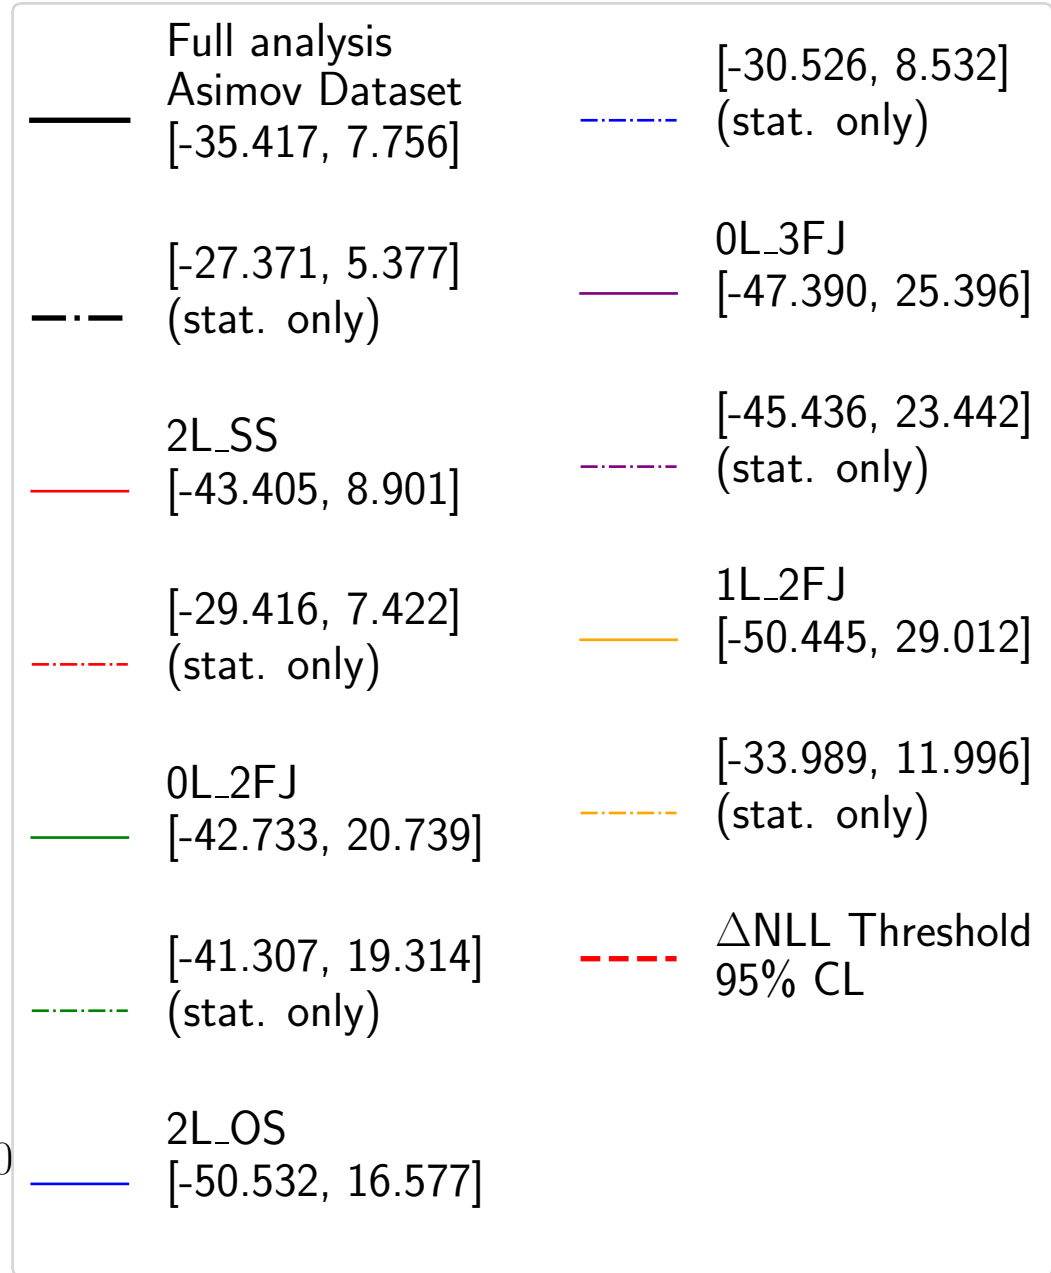 Full analysis
Asimov Dataset
[-35.417, 7.756]
[-27.371, 5.377]
(stat. only)
2L_SS
[-43.405, 8.901]
[-29.416, 7.422]
(stat. only)
0L_2FJ
[-42.733, 20.739]
[-41.307, 19.314]
(stat. only)
2L_OS
[-50.532, 16.577]
[-30.526, 8.532]
(stat. only)
0L_3FJ
[-47.390, 25.396]
[-45.436, 23.442]
(stat. only)
1L_2FJ
[-50.445, 29.012]
[-33.989, 11.996]
(stat. only)
ΔNLL Threshold
95% CL